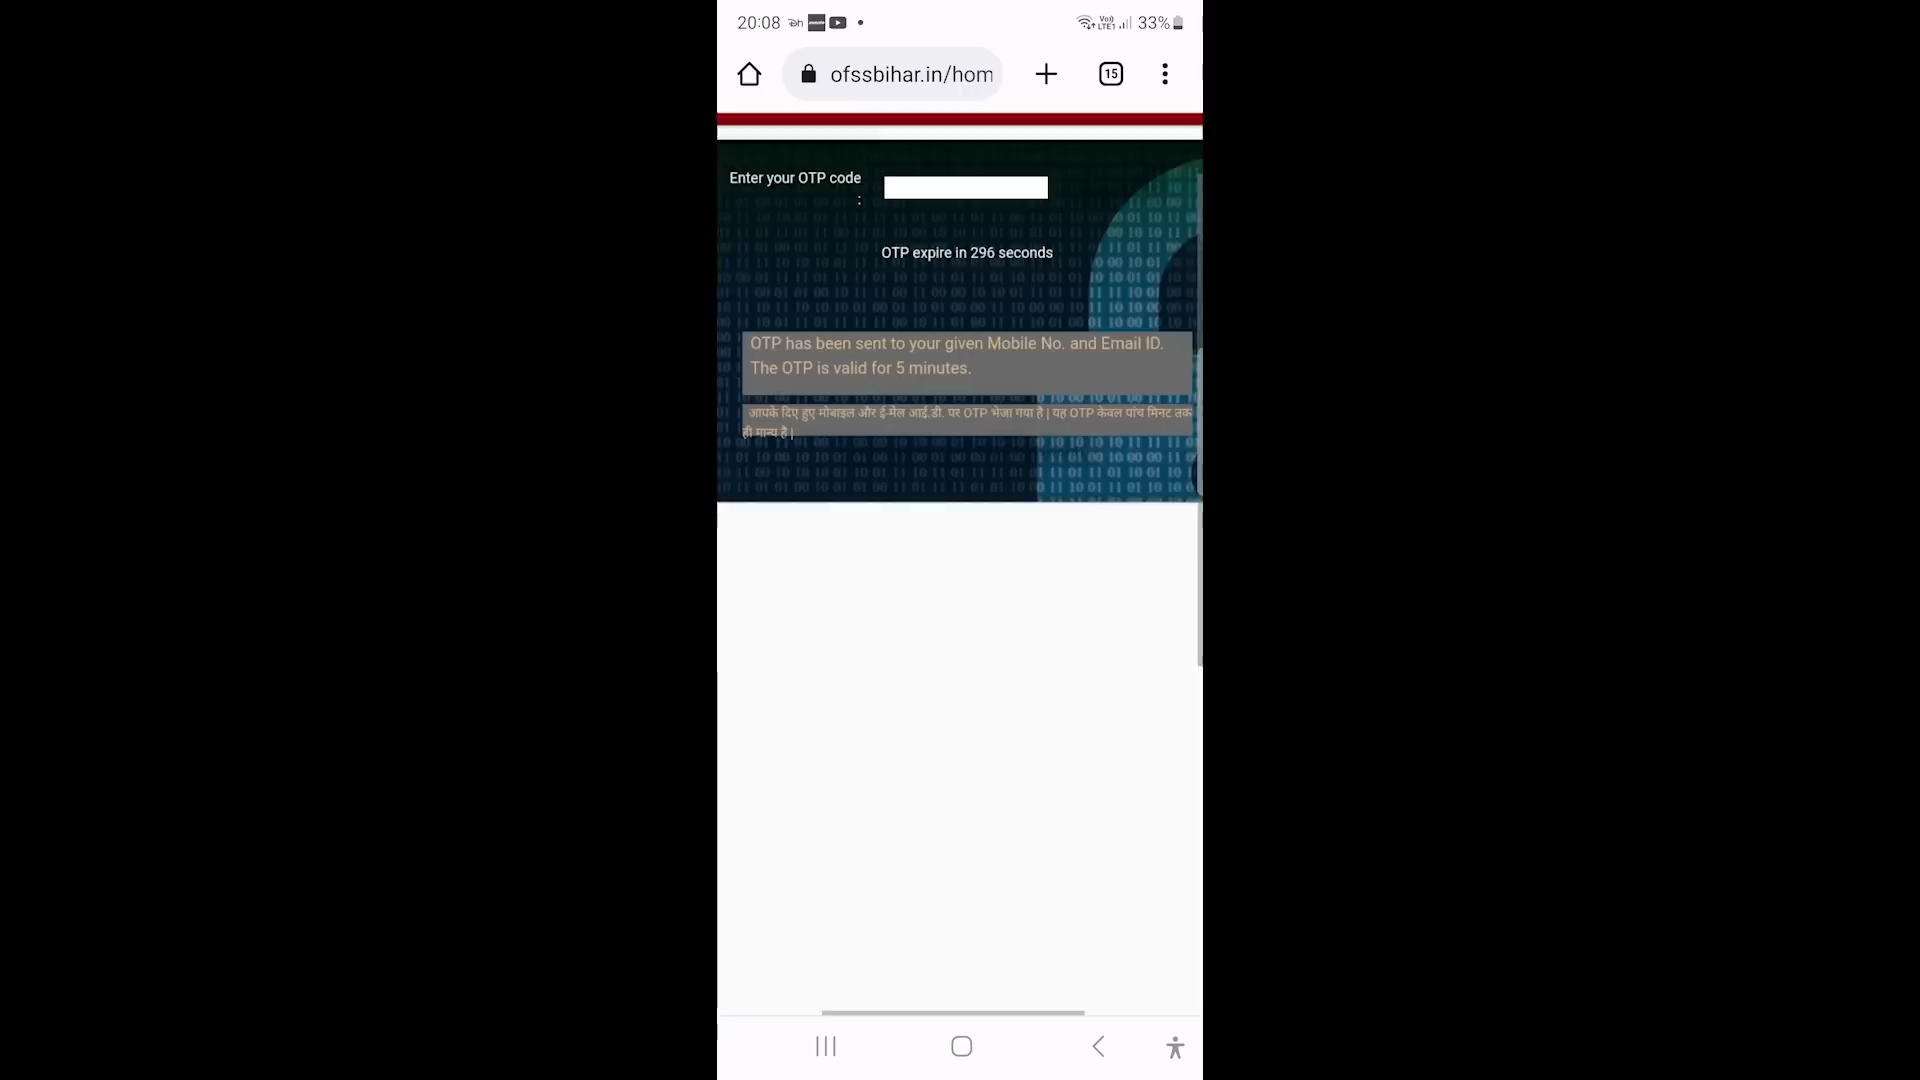 20:08 Vo)) LTE1 33%
ofssbihar.in/hom 15
Enter your OTP code
:
OTP expire in 296 seconds
OTP has been sent to your given Mobile No. and Email ID.
The OTP is valid for 5 minutes.
आपके दिए हुए मोबाइल और ई-मेल आई.डी. पर OTP भेजा गया है | यह OTP केवल पांच मिनट तक
ही मान्य है |